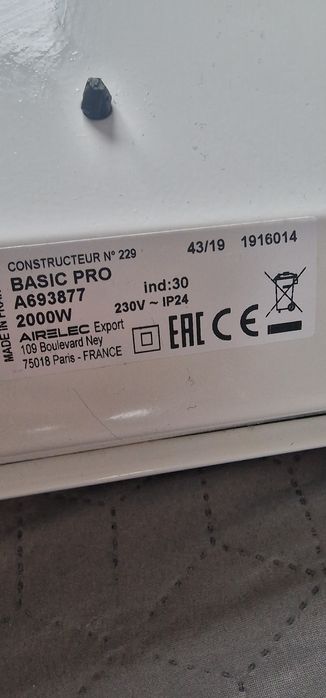 CONSTRUCTEUR N° 229 43/19 1916014
BASIC PRO
A693877 ind:30
2000W 230V ~ IP24
AIRELEC Export
109 Boulevard Ney
75018 Paris - FRANCE
EAC CE
MADE IN FRAN